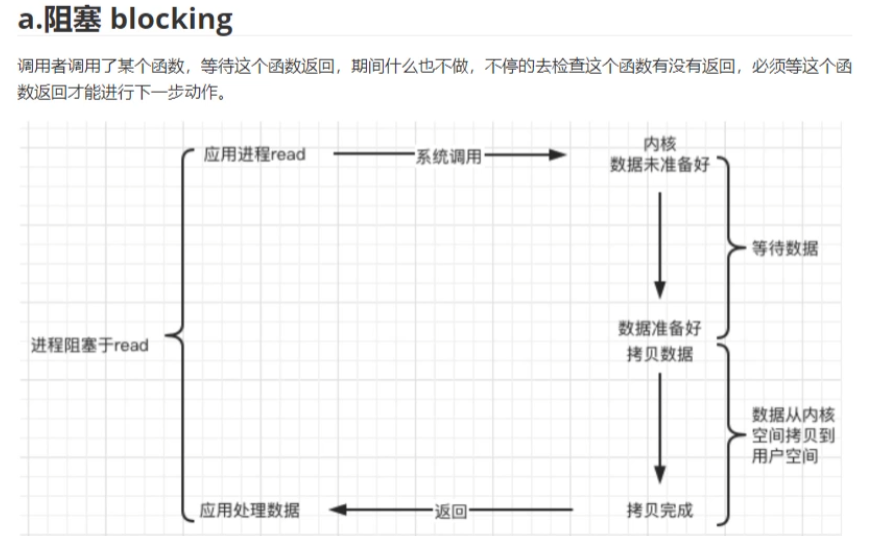 a.阻塞 blocking
调用者调用了某个函数，等待这个函数返回，期间什么也不做，不停的去检查这个函数有没有返回，必须等这个函
数返回才能进行下一步动作。
应用进程read
系统调用
内核
数据未准备好
等待数据
进程阻塞于read
数据准备好
拷贝数据
数据从内核
空间拷贝到
用户空间
应用处理数据
返回
拷贝完成